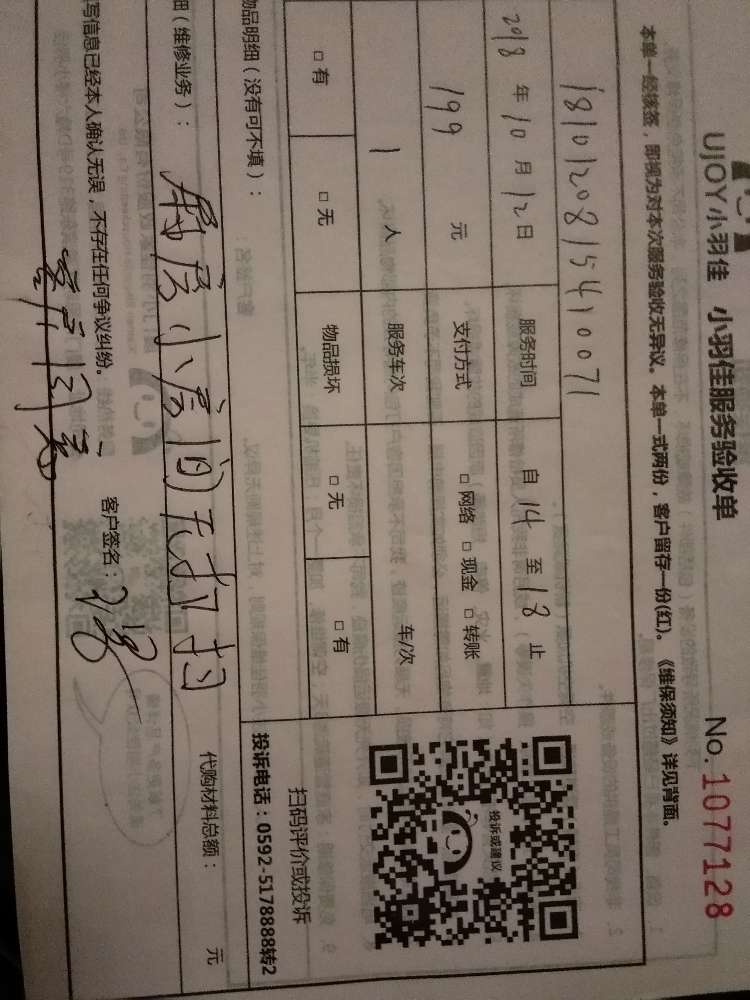 UJOY小羽佳 小羽佳服务验收单
No. 1077128
本单一经核签，即视为对本次服务验收无异议。本单一式两份，客户留存一份(红)。《维保须知》详见背面。
18101208154410071
2018 年 10 月 12 日 服务时间 自 14 至 18 止
199 元 支付方式 □ 网络 □ 现金 □ 转账
1 人 服务车次 车/次
□ 有 □ 无 物品损坏 □ 无 □ 有
投诉或建议
扫码评价或投诉
投诉电话：0592-5178888转2
物品明细（没有可不填）：
细（维修业务）： 厨房小房间无打扫
代购材料总额： 元
写信息已经本人确认无误，不存在任何争议纠纷。
客户签名：